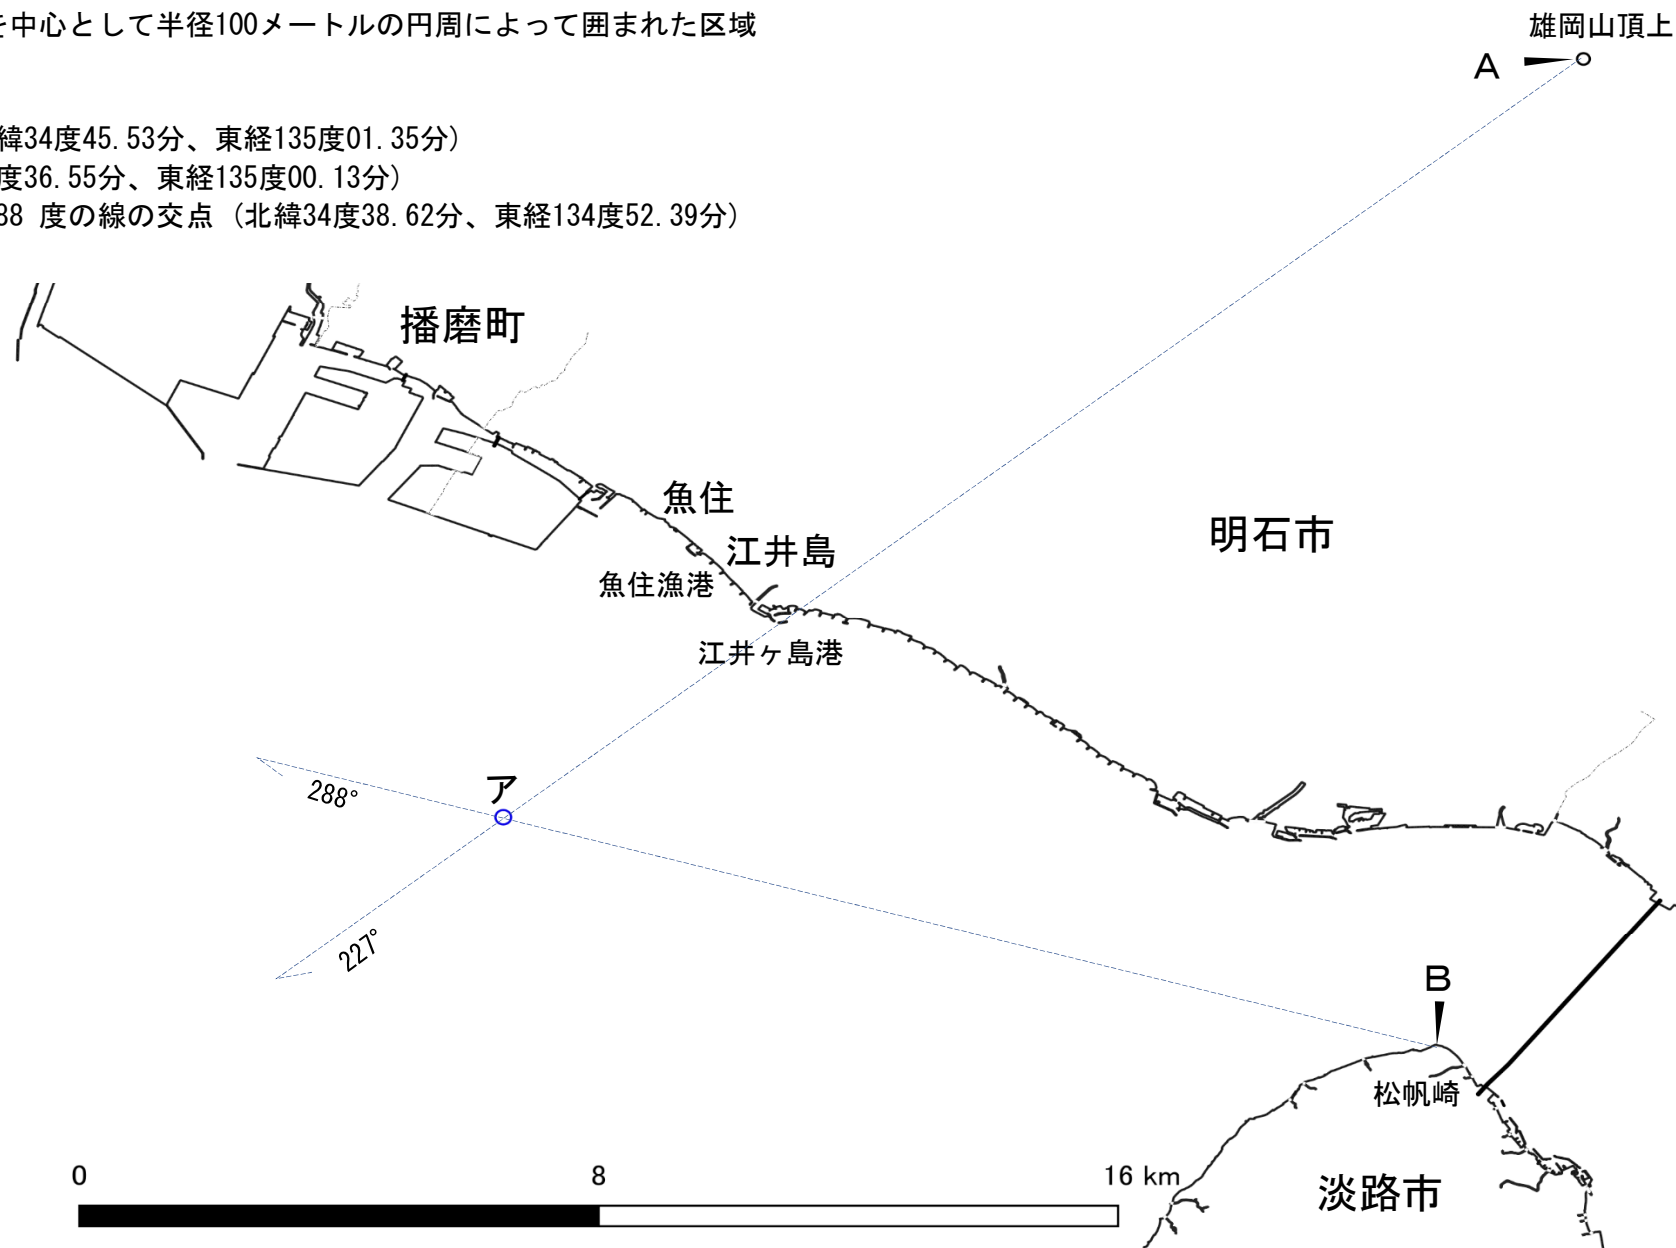 を中心として半径100メートルの円周によって囲まれた区域
雄岡山頂上
A
緯34度45.53分、東経135度01.35分）
度36.55分、東経135度00.13分）
88 度の線の交点（北緯34度38.62分、東経134度52.39分）
播磨町
魚住
明石市
江井島
魚住漁港
江井ヶ島港
ア
288°
227°
B
松帆崎
淡路市
0 8 16 km